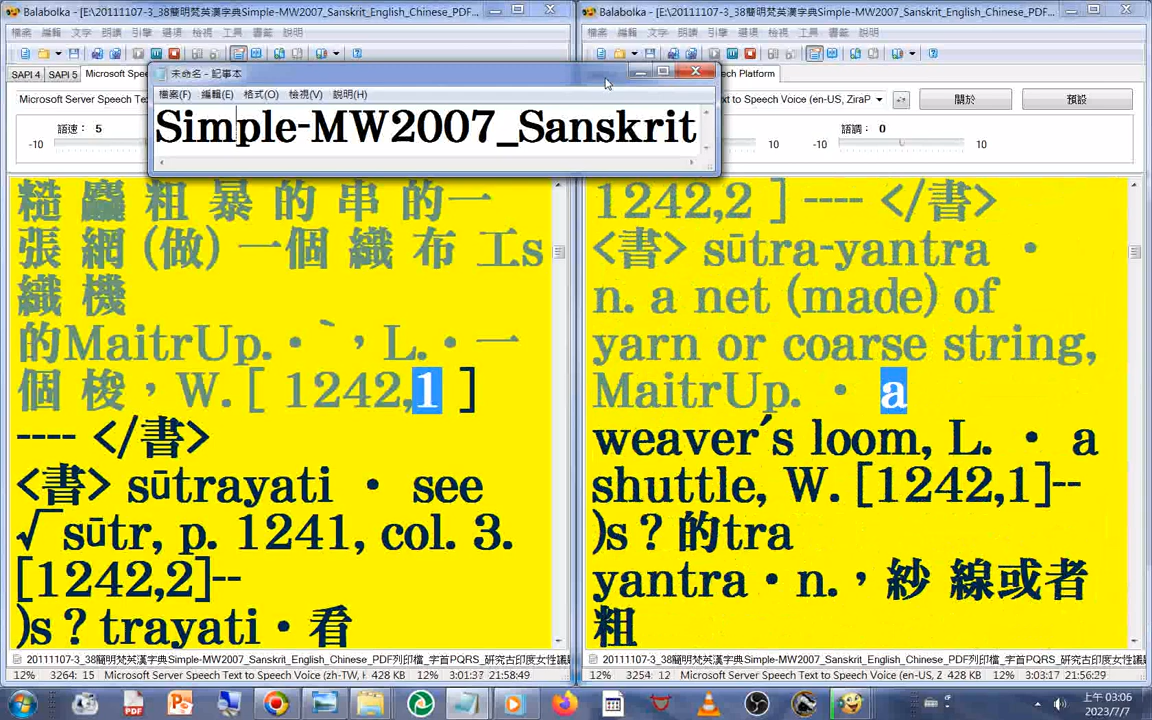 Balabolka - [E:\20111107-3_38簡明梵英漢字典Simple-MW2007_Sanskrit_English_Chinese_PDF...
檔案 編輯 文字 朗讀 引擎 選項 檢視 工具 書籤 說明
SAPI 4 SAPI 5 Microsoft Speech
Microsoft Server Speech Text
語速： 5
-10
未命名 - 記事本
檔案(F) 編輯(E) 格式(O) 檢視(V) 說明(H)
Simple-MW2007_Sanskrit
Balabolka - [E:\20111107-3_38簡明梵英漢字典Simple-MW2007_Sanskrit_English_Chinese_PDF...
檔案 編輯 文字 朗讀 引擎 選項 檢視 工具 書籤 說明
ech Platform
t to Speech Voice (en-US, ZiraP
關於
預設
語調： 0
10
-10
10
糙 麤 粗 暴 的 串 的一
張 網 (做) 一個 織 布 工s
織 機
的MaitrUp.‧ˋ，L.‧一
個 梭，W. [ 1242,1 ]
---- </書>
<書> sūtrayati ‧ see
√sūtr, p. 1241, col. 3.
[1242,2]--
)s？trayati‧看
1242,2 ] ---- </書>
<書> sūtra-yantra ‧
n. a net (made) of
yarn or coarse string,
MaitrUp. ‧ a
weaver´s loom, L. ‧ a
shuttle, W. [1242,1]--
)s？的tra
yantra‧n.，紗 線或者
粗
20111107-3_38簡明梵英漢字典Simple-MW2007_Sanskrit_English_Chinese_PDF列印檔_字首PQRS_研究古印度女性議
12% 3264: 15 Microsoft Server Speech Text to Speech Voice (zh-TW, 428 KB 3:01:37 21:58:49
20111107-3_38簡明梵英漢字典Simple-MW2007_Sanskrit_English_Chinese_PDF列印檔_字首PQRS_研究古印度女性議
12% 3254: 12 Microsoft Server Speech Text to Speech Voice (en-US, 428 KB 12% 3:03:17 21:56:29
上午 03:06
2023/7/7